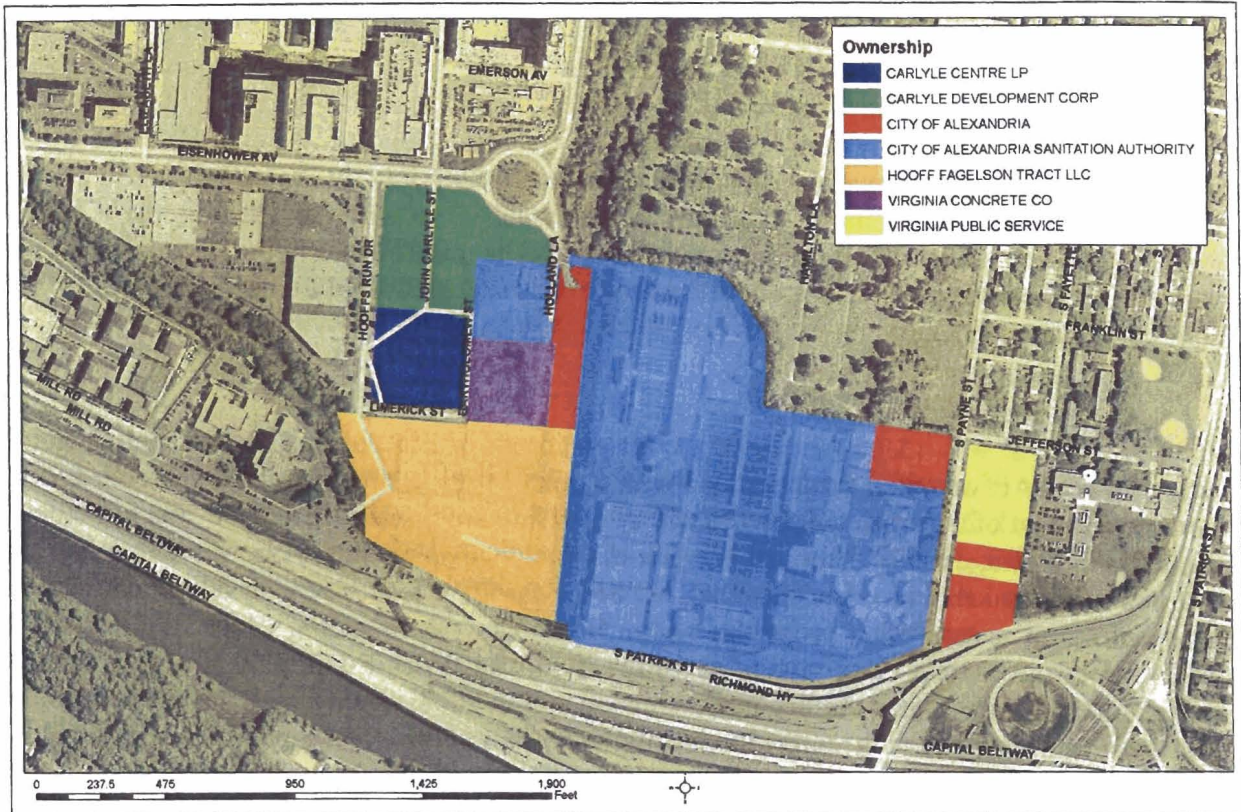 Ownership
CARLYLE CENTRE LP
CARLYLE DEVELOPMENT CORP
CITY OF ALEXANDRIA
CITY OF ALEXANDRIA SANITATION AUTHORITY
HOOFF FAGELSON TRACT LLC
VIRGINIA CONCRETE CO
VIRGINIA PUBLIC SERVICE
EMERSON AV
EISENHOWER AV
HOOFS RUN DR
JOHN CARLYLE ST
HOLLAND LA
HAMILTON LA
S PAYNE ST
FRANKLIN ST
JEFFERSON ST
LIMERICK ST
MILL RD
MILL RD
S PATRICK ST
CAPITAL BELTWAY
CAPITAL BELTWAY
S PATRICK ST
RICHMOND HY
CAPITAL BELTWAY
0 237.5 475 950 1,425 1,900
Feet